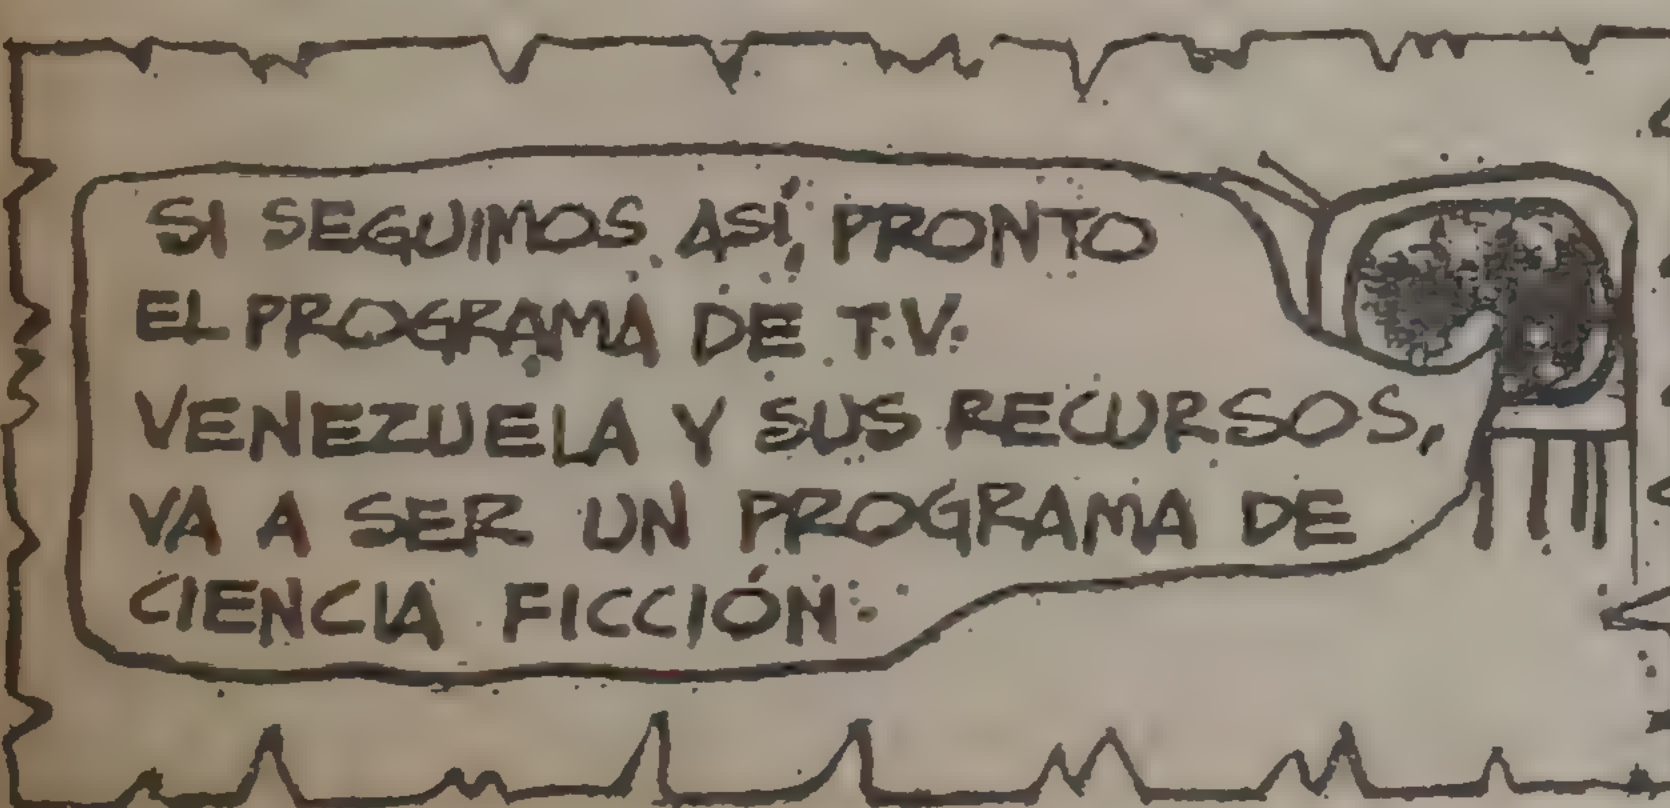 SI SEGUIMOS ASÍ, PRONTO
EL PROGRAMA DE T.V.
VENEZUELA Y SUS RECURSOS,
VA A SER UN PROGRAMA DE
CIENCIA FICCIÓN